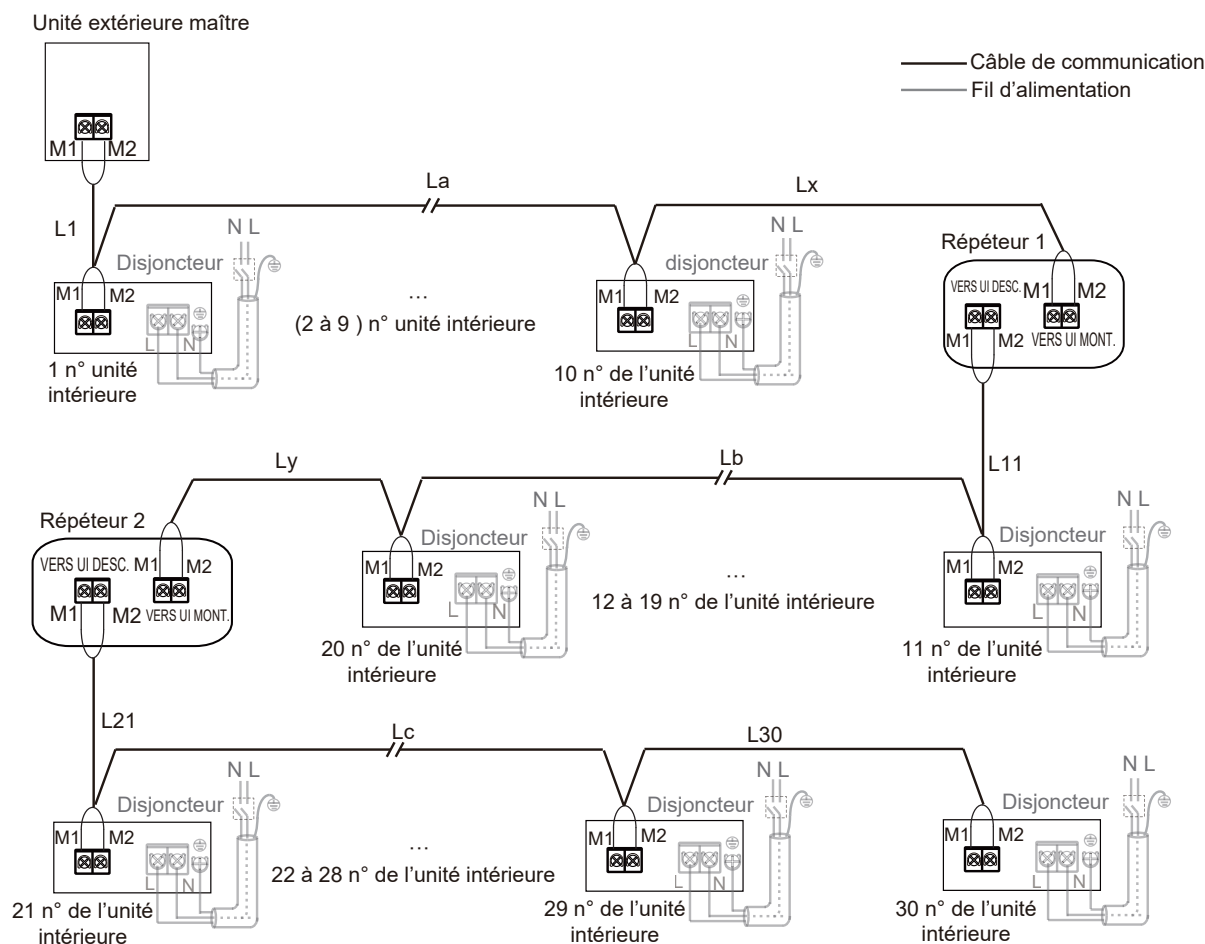 Unité extérieure maître
Câble de communication
Fil d'alimentation
M1 M2
L1
La
Lx
N L
Disjoncteur
M1 M2
L N
1 n° unité
intérieure
...
(2 à 9 ) n° unité intérieure
N L
disjoncteur
M1 M2
L N
10 n° de l'unité
intérieure
Répéteur 1
VERS UI DESC. M1 M2
M1 M2 VERS UI MONT.
L11
Ly
Lb
Répéteur 2
VERS UI DESC. M1 M2
M1 M2 VERS UI MONT.
N L
Disjoncteur
M1 M2
L N
20 n° de l'unité
intérieure
...
12 à 19 n° de l'unité intérieure
N L
Disjoncteur
M1 M2
L N
11 n° de l'unité
intérieure
L21
Lc
L30
N L
Disjoncteur
M1 M2
L N
21 n° de l'unité
intérieure
...
22 à 28 n° de l'unité intérieure
N L
Disjoncteur
M1 M2
L N
29 n° de l'unité
intérieure
N L
Disjoncteur
M1 M2
L N
30 n° de l'unité
intérieure